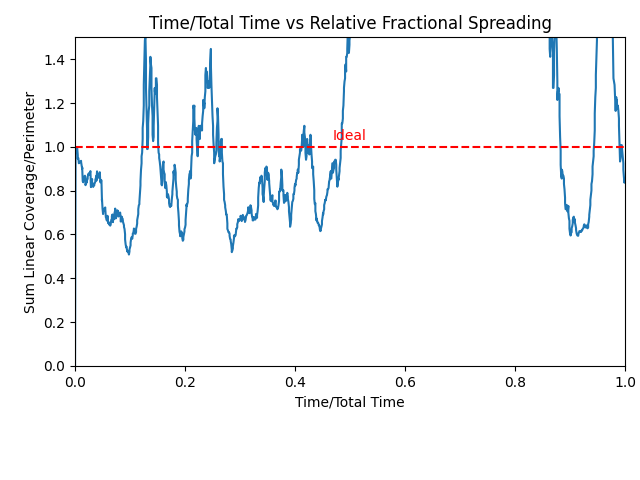 Time/Total Time vs Relative Fractional Spreading
Sum Linear Coverage/Perimeter
1.4
1.2
1.0
0.8
0.6
0.4
0.2
0.0
Ideal
0.0 0.2 0.4 0.6 0.8 1.0
Time/Total Time